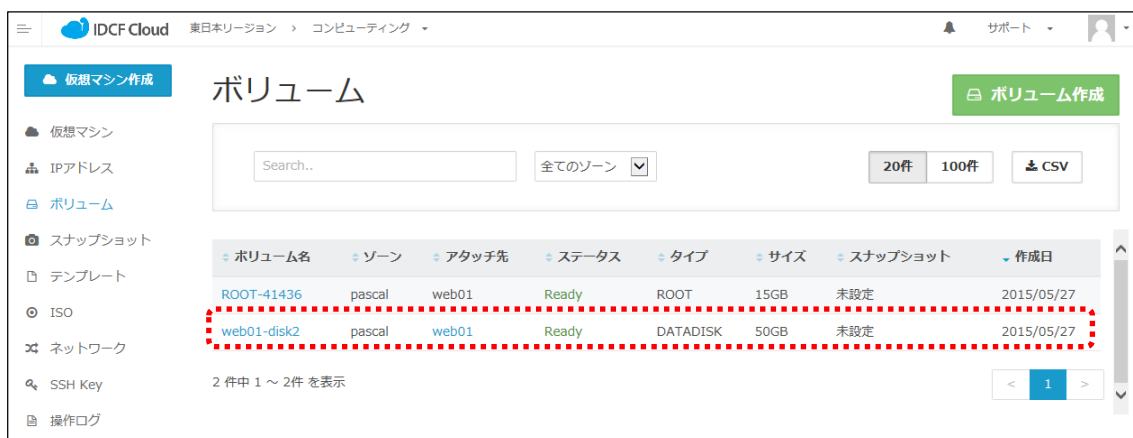 IDCF Cloud 東日本リージョン › コンピューティング サポート
仮想マシン作成
ボリューム
ボリューム作成
仮想マシン
IPアドレス
ボリューム
スナップショット
テンプレート
ISO
ネットワーク
SSH Key
操作ログ
Search.. 全てのゾーン 20件 100件 CSV
ボリューム名 ゾーン アタッチ先 ステータス タイプ サイズ スナップショット 作成日
ROOT-41436 pascal web01 Ready ROOT 15GB 未設定 2015/05/27
web01-disk2 pascal web01 Ready DATADISK 50GB 未設定 2015/05/27
2 件中 1 ～ 2件 を表示 < 1 >